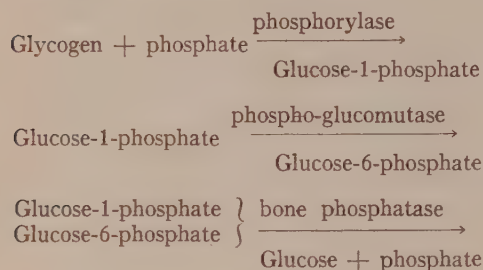 phosphorylase
Glycogen + phosphate ⟶
Glucose-1-phosphate
phospho-glucomutase
Glucose-1-phosphate ⟶
Glucose-6-phosphate
Glucose-1-phosphate } bone phosphatase
Glucose-6-phosphate } ⟶
Glucose + phosphate